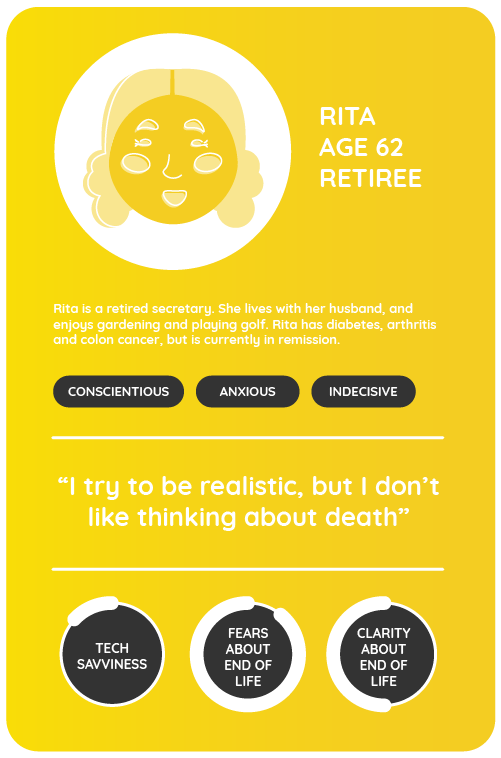 RITA
AGE 62
RETIREE
Rita is a retired secretary. She lives with her husband, and
enjoys gardening and playing golf. Rita has diabetes, arthritis
and colon cancer, but is currently in remission.
CONSCIENTIOUS
ANXIOUS
INDECISIVE
“I try to be realistic, but I don’t
like thinking about death”
TECH
SAVVINESS
FEARS
ABOUT
END OF
LIFE
CLARITY
ABOUT
END OF
LIFE